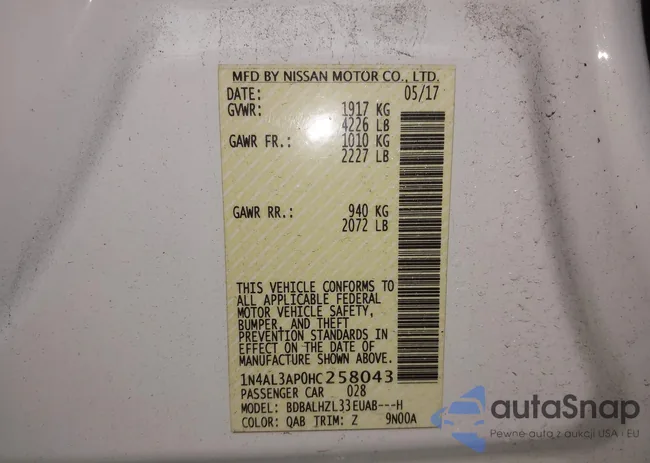 MFD BY NISSAN MOTOR CO., LTD.
DATE: 05/17
GVWR: 1917 KG
4226 LB
GAWR FR.: 1010 KG
2227 LB
GAWR RR.: 940 KG
2072 LB
THIS VEHICLE CONFORMS TO
ALL APPLICABLE FEDERAL
MOTOR VEHICLE SAFETY,
BUMPER, AND THEFT
PREVENTION STANDARDS IN
EFFECT ON THE DATE OF
MANUFACTURE SHOWN ABOVE.
1N4AL3AP0HC258043
PASSENGER CAR 028
MODEL: BDBALHZL33EUAB---H
COLOR: QAB TRIM: Z 9N00A
autoSnap
Pewne auta z aukcji USA i EU